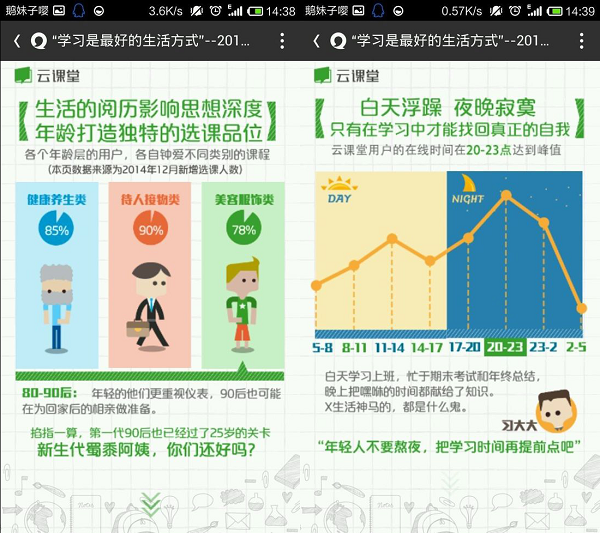 鹅妹子嘤
3.6K/s
14:38
“学习是最好的生活方式”--201...
云课堂
生活的阅历影响思想深度
年龄打造独特的选课品位
各个年龄层的用户，各自钟爱不同类别的课程
(本页数据来源为2014年12月新增选课人数)
健康养生类
85%
待人接物类
90%
美容服饰类
78%
80-90后： 年轻的他们更重视仪表，90后也可能
在为回家后的相亲做准备。
掐指一算，第一代90后也已经过了25岁的关卡
新生代蜀黍阿姨，你们还好吗？
鹅妹子嘤
0.57K/s
14:39
“学习是最好的生活方式”--201...
云课堂
白天浮躁 夜晚寂寞
只有在学习中才能找回真正的自我
云课堂用户的在线时间在20-23点达到峰值
DAY
NIGHT
5-8 8-11 11-14 14-17 17-20 20-23 23-2 2-5
白天学习上班，忙于期末考试和年终总结，
晚上把嘿咻的时间都献给了知识。
X生活神马的，都是什么鬼。
习大大
“年轻人不要熬夜，把学习时间再提前点吧”